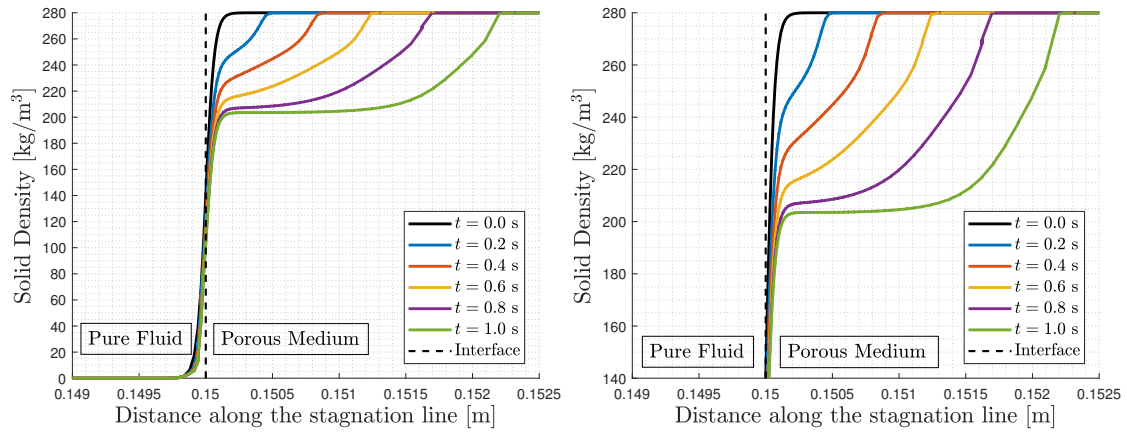 280
260
240
220
200
180
160
140
120
100
80
60
40
20
0
Solid Density [kg/m³]
0.149
0.1495
0.15
0.1505
0.151
0.1515
0.152
0.1525
Distance along the stagnation line [m]
Pure Fluid
Porous Medium
t = 0.0 s
t = 0.2 s
t = 0.4 s
t = 0.6 s
t = 0.8 s
t = 1.0 s
Interface
280
260
240
220
200
180
160
140
Solid Density [kg/m³]
0.149
0.1495
0.15
0.1505
0.151
0.1515
0.152
0.1525
Distance along the stagnation line [m]
Pure Fluid
Porous Medium
t = 0.0 s
t = 0.2 s
t = 0.4 s
t = 0.6 s
t = 0.8 s
t = 1.0 s
Interface